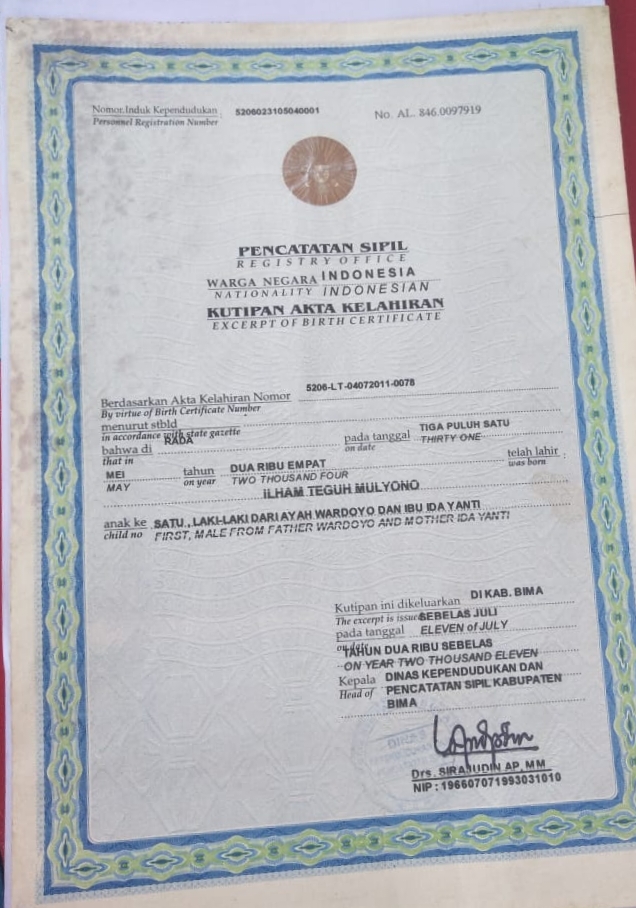 Nomor Induk Kependudukan 5206023105040001 No. AL. 846.0097919
Personnel Registration Number
PENCATATAN SIPIL
REGISTRY OFFICE
WARGA NEGARA INDONESIA
NATIONALITY INDONESIAN
KUTIPAN AKTA KELAHIRAN
EXCERPT OF BIRTH CERTIFICATE
Berdasarkan Akta Kelahiran Nomor 5206-LT-04072011-0078
By virtue of Birth Certificate Number
menurut stbld
in accordance with state gazette
bahwa di RADA pada tanggal TIGA PULUH SATU
that in on date THIRTY ONE
MEI tahun DUA RIBU EMPAT telah lahir :
MAY on year TWO THOUSAND FOUR was born
ILHAM TEGUH MULYONO
anak ke SATU , LAKI-LAKI DARI AYAH WARDOYO DAN IBU IDA YANTI
child no FIRST, MALE FROM FATHER WARDOYO AND MOTHER IDA YANTI
Kutipan ini dikeluarkan DI KAB. BIMA
The excerpt is issued SEBELAS JULI
pada tanggal ELEVEN of JULY
on date TAHUN DUA RIBU SEBELAS
ON YEAR TWO THOUSAND ELEVEN
Kepala DINAS KEPENDUDUKAN DAN
Head of PENCATATAN SIPIL KABUPATEN
BIMA
Drs. SIRAJUDIN AP, MM
NIP : 196607071993031010